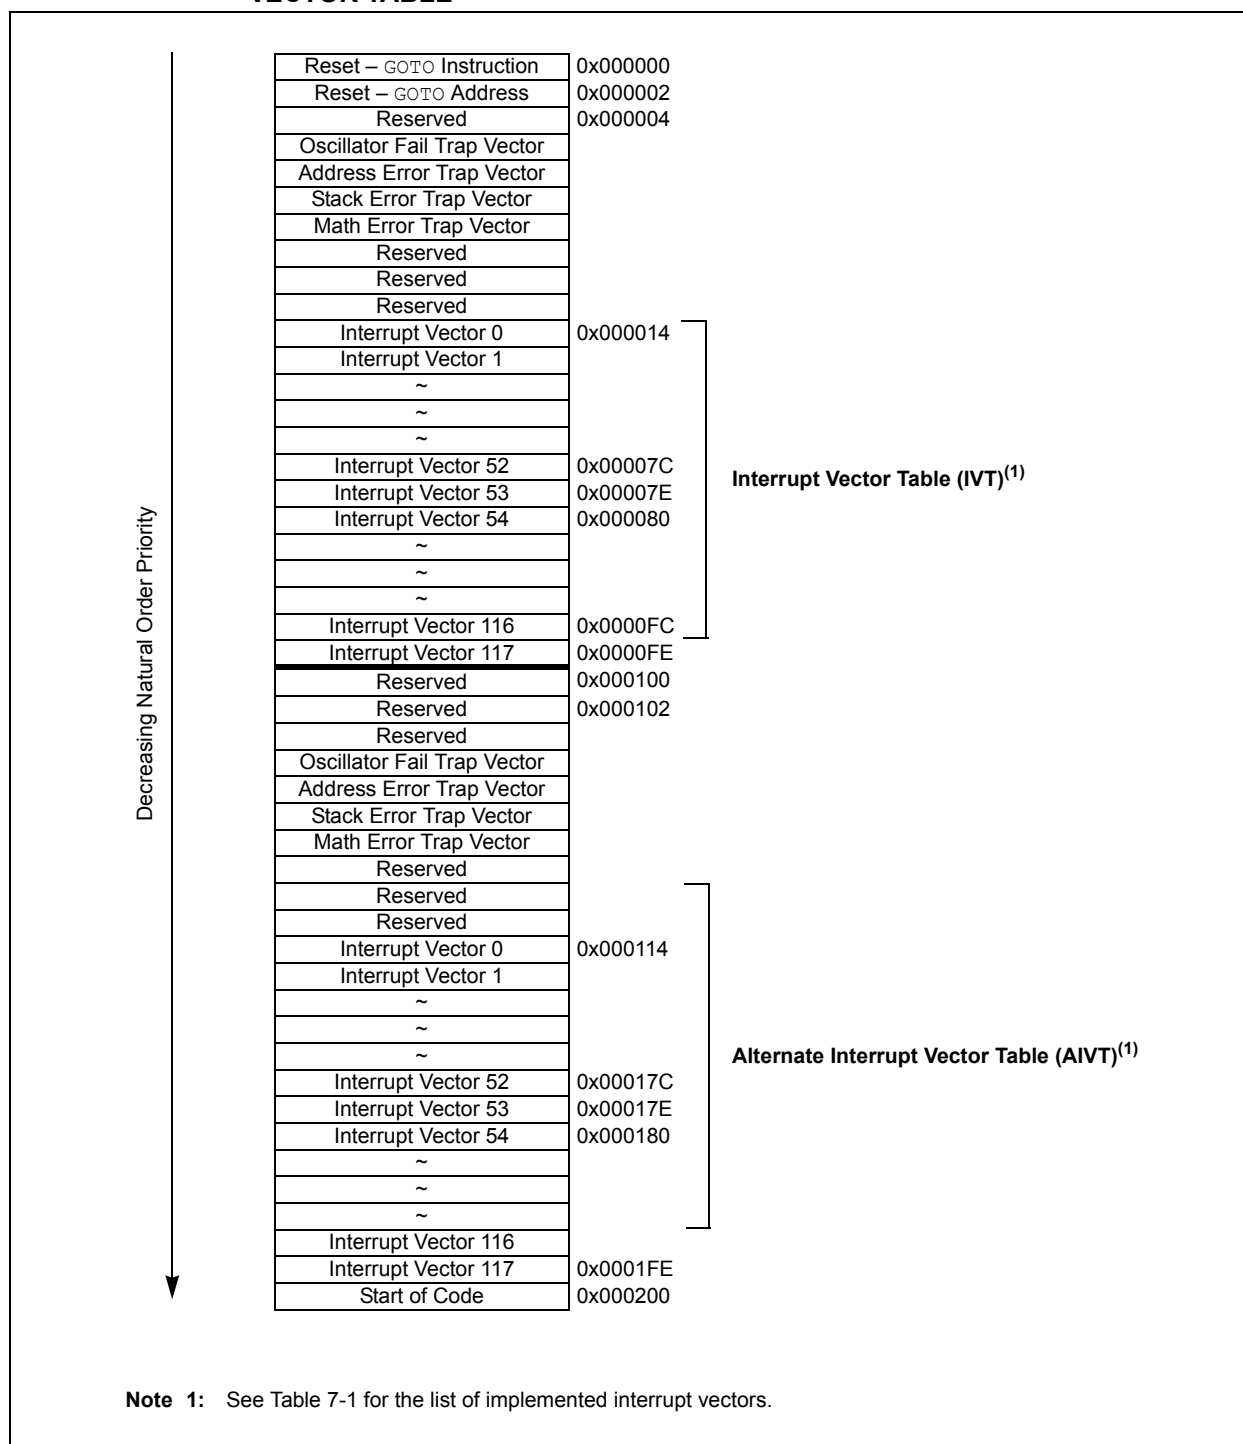 VECTOR TABLE
Decreasing Natural Order Priority
Reset – GOTO Instruction 0x000000
Reset – GOTO Address 0x000002
Reserved 0x000004
Oscillator Fail Trap Vector
Address Error Trap Vector
Stack Error Trap Vector
Math Error Trap Vector
Reserved
Reserved
Reserved
Interrupt Vector 0 0x000014
Interrupt Vector 1
~
~
~
Interrupt Vector 52 0x00007C
Interrupt Vector 53 0x00007E
Interrupt Vector 54 0x000080
~
~
~
Interrupt Vector 116 0x0000FC
Interrupt Vector 117 0x0000FE
Interrupt Vector Table (IVT)(1)
Reserved 0x000100
Reserved 0x000102
Reserved
Oscillator Fail Trap Vector
Address Error Trap Vector
Stack Error Trap Vector
Math Error Trap Vector
Reserved
Reserved
Reserved
Interrupt Vector 0 0x000114
Interrupt Vector 1
~
~
~
Interrupt Vector 52 0x00017C
Interrupt Vector 53 0x00017E
Interrupt Vector 54 0x000180
~
~
~
Interrupt Vector 116
Interrupt Vector 117 0x0001FE
Start of Code 0x000200
Alternate Interrupt Vector Table (AIVT)(1)
Note 1: See Table 7-1 for the list of implemented interrupt vectors.